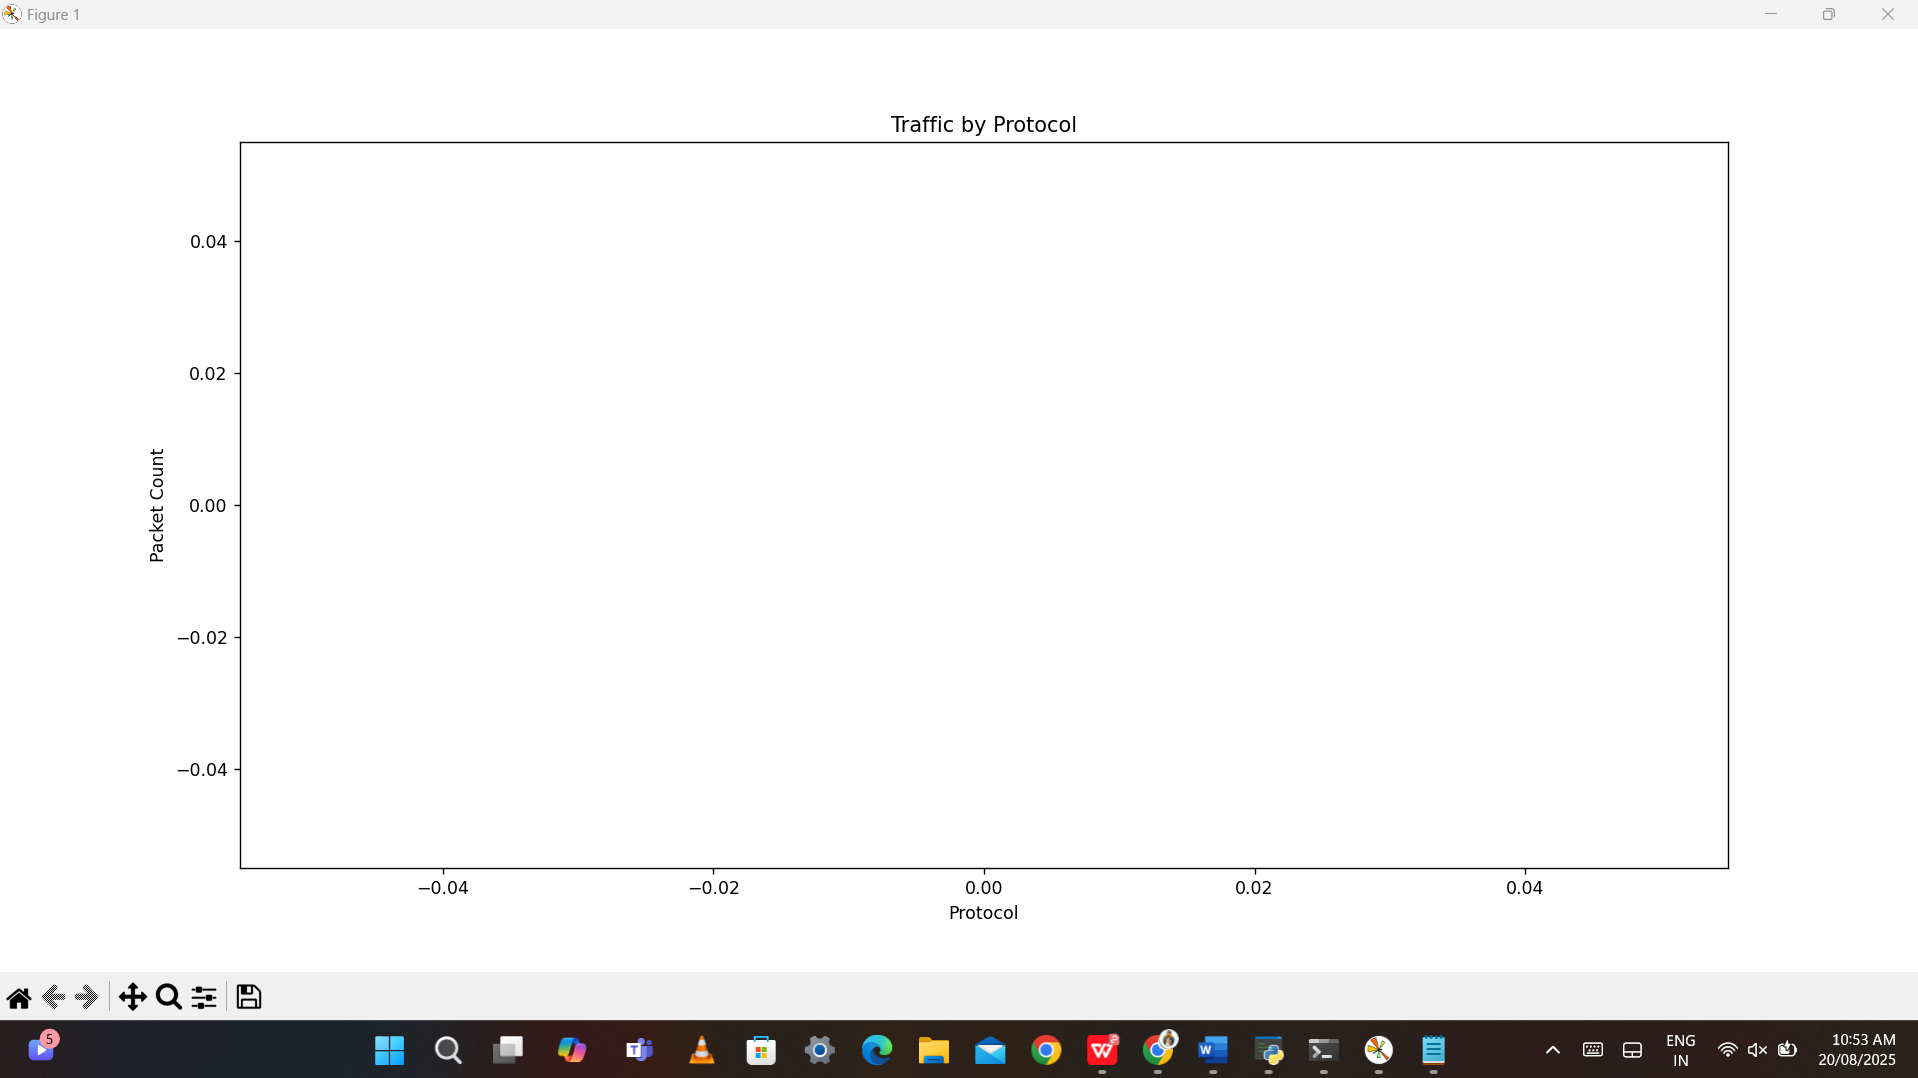 Figure 1
Traffic by Protocol
0.04
0.02
0.00
−0.02
−0.04
Packet Count
−0.04 −0.02 0.00 0.02 0.04
Protocol
5
ENG
IN
10:53 AM
20/08/2025